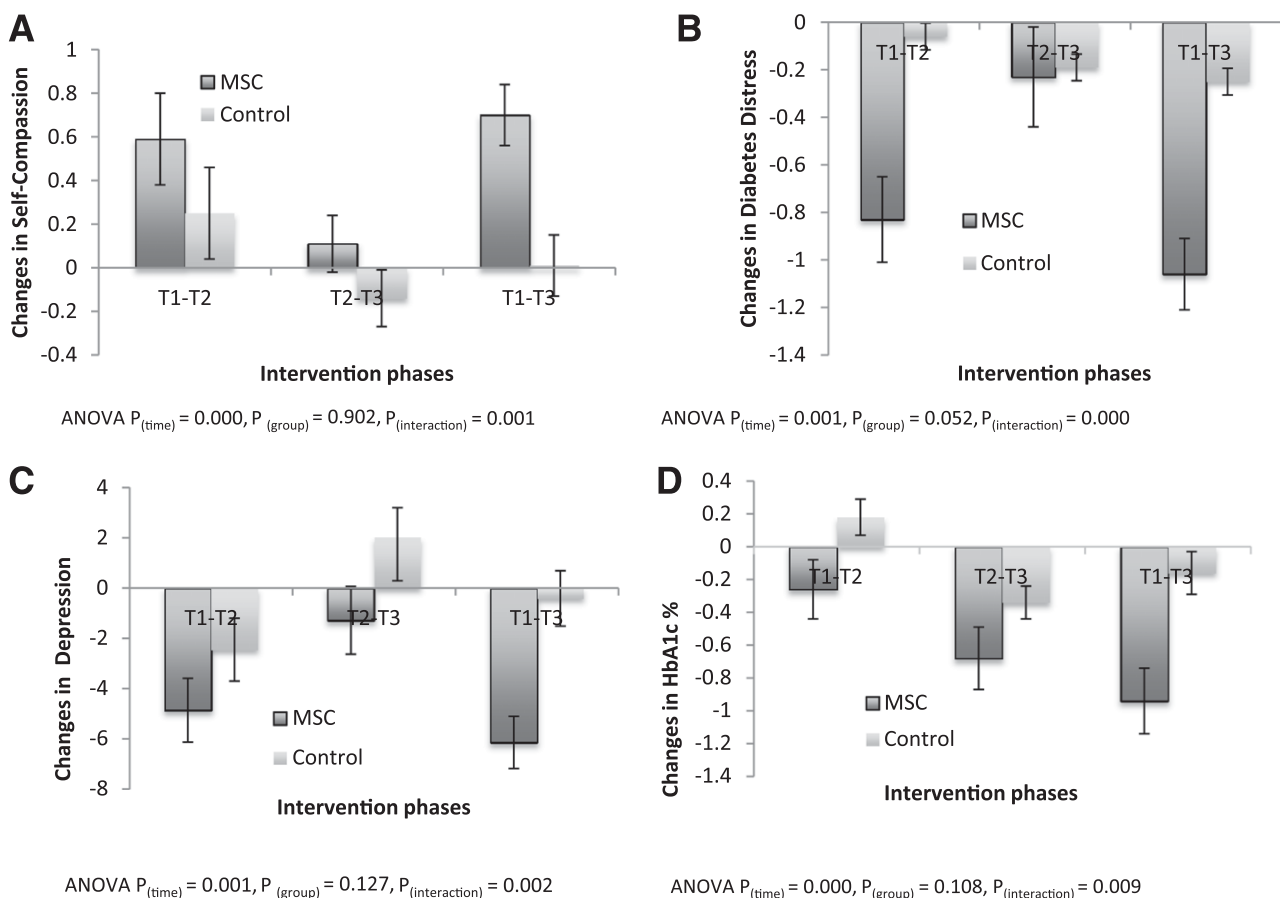 A
Changes in Self-Compassion
1
0.8
0.6
0.4
0.2
0
-0.2
-0.4
MSC
Control
T1-T2
T2-T3
T1-T3
Intervention phases
ANOVA P(time) = 0.000, P (group) = 0.902, P(interaction) = 0.001
B
Changes in Diabetes Distress
0
-0.2
-0.4
-0.6
-0.8
-1
-1.2
-1.4
T1-T2
T2-T3
T1-T3
MSC
Control
Intervention phases
ANOVA P(time) = 0.001, P(group) = 0.052, P(interaction) = 0.000
C
Changes in Depression
4
2
0
-2
-4
-6
-8
T1-T2
T2-T3
T1-T3
MSC
Control
Intervention phases
ANOVA P(time) = 0.001, P (group) = 0.127, P(interaction) = 0.002
D
Changes in HbA1c %
0.4
0.2
0
-0.2
-0.4
-0.6
-0.8
-1
-1.2
-1.4
T1-T2
T2-T3
T1-T3
MSC
Control
Intervention phases
ANOVA P(time) = 0.000, P(group) = 0.108, P(interaction) = 0.009